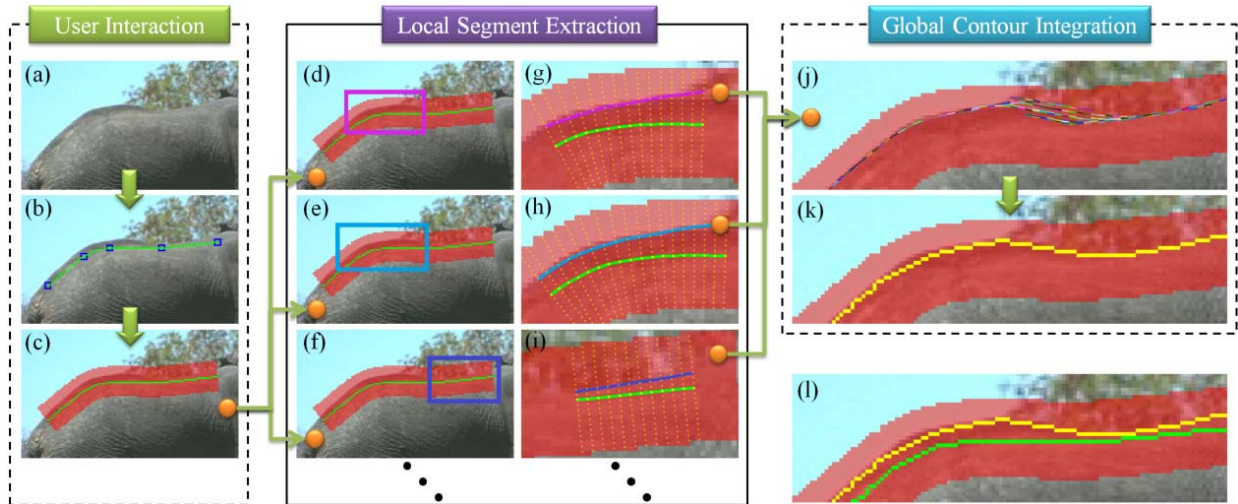 User Interaction
Local Segment Extraction
Global Contour Integration
(a)
(b)
(c)
(d)
(e)
(f)
(g)
(h)
(i)
(j)
(k)
(l)